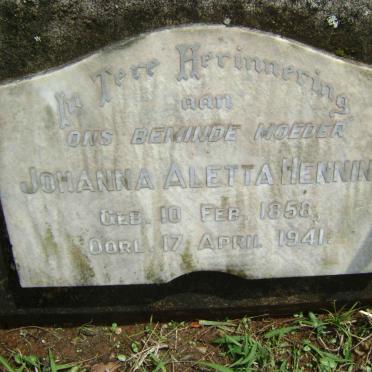 In Tere Herinnering
aan
ONS BEMINDE MOEDER
JOHANNA ALETTA HENNIN
GEB. 10 FEB. 1858.
OORL. 17 APRIL 1941.